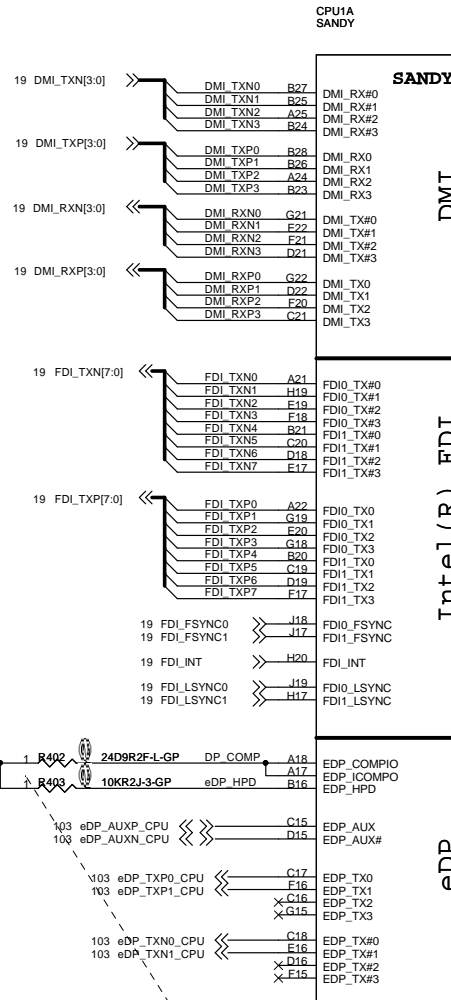 CPU1A
SANDY
SANDY
19 DMI_TXN[3:0]
DMI_TXN0 B27 DMI_RX#0
DMI_TXN1 B25 DMI_RX#1
DMI_TXN2 A25 DMI_RX#2
DMI_TXN3 B24 DMI_RX#3
19 DMI_TXP[3:0]
DMI_TXP0 B28 DMI_RX0
DMI_TXP1 B26 DMI_RX1
DMI_TXP2 A24 DMI_RX2
DMI_TXP3 B23 DMI_RX3
DMI
19 DMI_RXN[3:0]
DMI_RXN0 G21 DMI_TX#0
DMI_RXN1 E22 DMI_TX#1
DMI_RXN2 F21 DMI_TX#2
DMI_RXN3 D21 DMI_TX#3
19 DMI_RXP[3:0]
DMI_RXP0 G22 DMI_TX0
DMI_RXP1 D22 DMI_TX1
DMI_RXP2 F20 DMI_TX2
DMI_RXP3 C21 DMI_TX3
19 FDI_TXN[7:0]
FDI_TXN0 A21 FDI0_TX#0
FDI_TXN1 H19 FDI0_TX#1
FDI_TXN2 E19 FDI0_TX#2
FDI_TXN3 F18 FDI0_TX#3
FDI_TXN4 B21 FDI1_TX#0
FDI_TXN5 C20 FDI1_TX#1
FDI_TXN6 D18 FDI1_TX#2
FDI_TXN7 E17 FDI1_TX#3
Intel(R) FDI
19 FDI_TXP[7:0]
FDI_TXP0 A22 FDI0_TX0
FDI_TXP1 G19 FDI0_TX1
FDI_TXP2 E20 FDI0_TX2
FDI_TXP3 G18 FDI0_TX3
FDI_TXP4 B20 FDI1_TX0
FDI_TXP5 C19 FDI1_TX1
FDI_TXP6 D19 FDI1_TX2
FDI_TXP7 F17 FDI1_TX3
19 FDI_FSYNC0 J18 FDI0_FSYNC
19 FDI_FSYNC1 J17 FDI1_FSYNC
19 FDI_INT H20 FDI_INT
19 FDI_LSYNC0 J19 FDI0_LSYNC
19 FDI_LSYNC1 H17 FDI1_LSYNC
1 R402 24D9R2F-L-GP DP_COMP A18 EDP_COMPIO
A17 EDP_ICOMPO
1 R403 10KR2J-3-GP eDP_HPD B16 EDP_HPD
103 eDP_AUXP_CPU C15 EDP_AUX
103 eDP_AUXN_CPU D15 EDP_AUX#
eDP
103 eDP_TXP0_CPU C17 EDP_TX0
103 eDP_TXP1_CPU F16 EDP_TX1
C16 EDP_TX2
G15 EDP_TX3
103 eDP_TXN0_CPU C18 EDP_TX#0
103 eDP_TXN1_CPU E16 EDP_TX#1
D16 EDP_TX#2
F15 EDP_TX#3